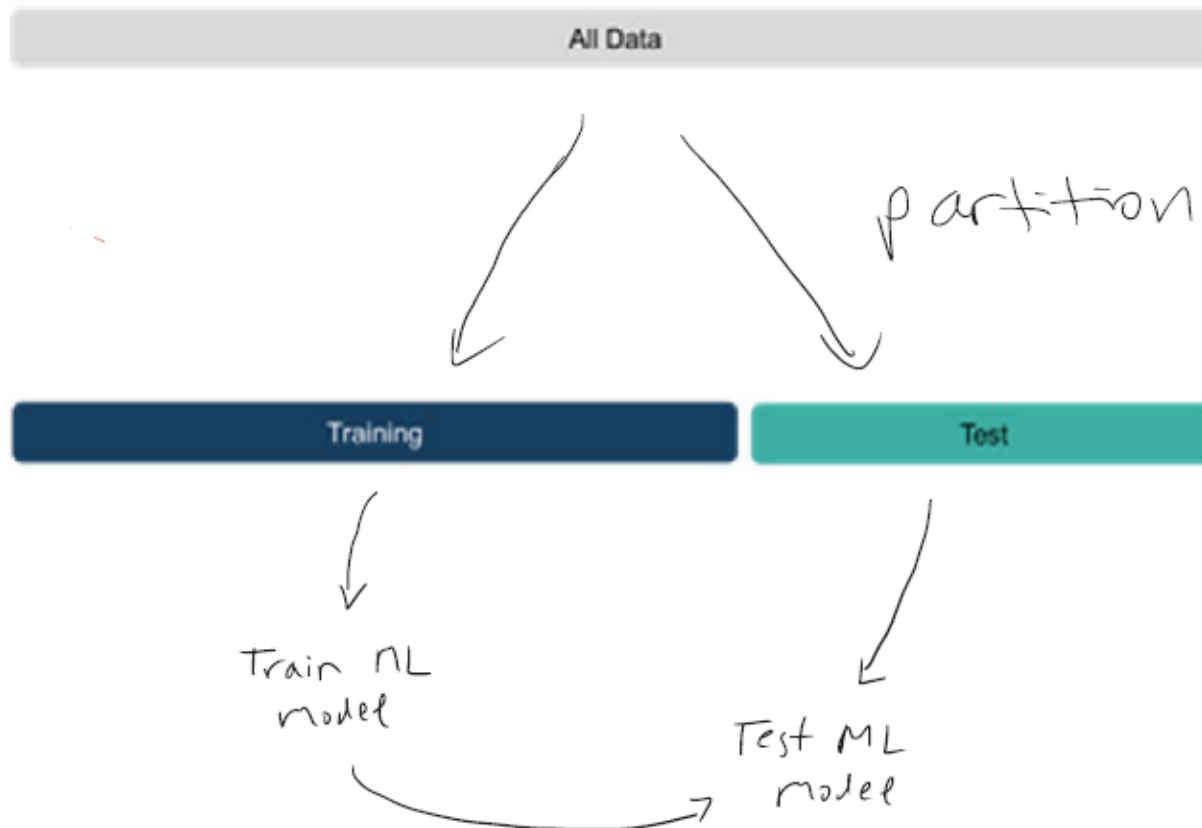 All Data
partition
Training
Test
Train ML
model
Test ML
model